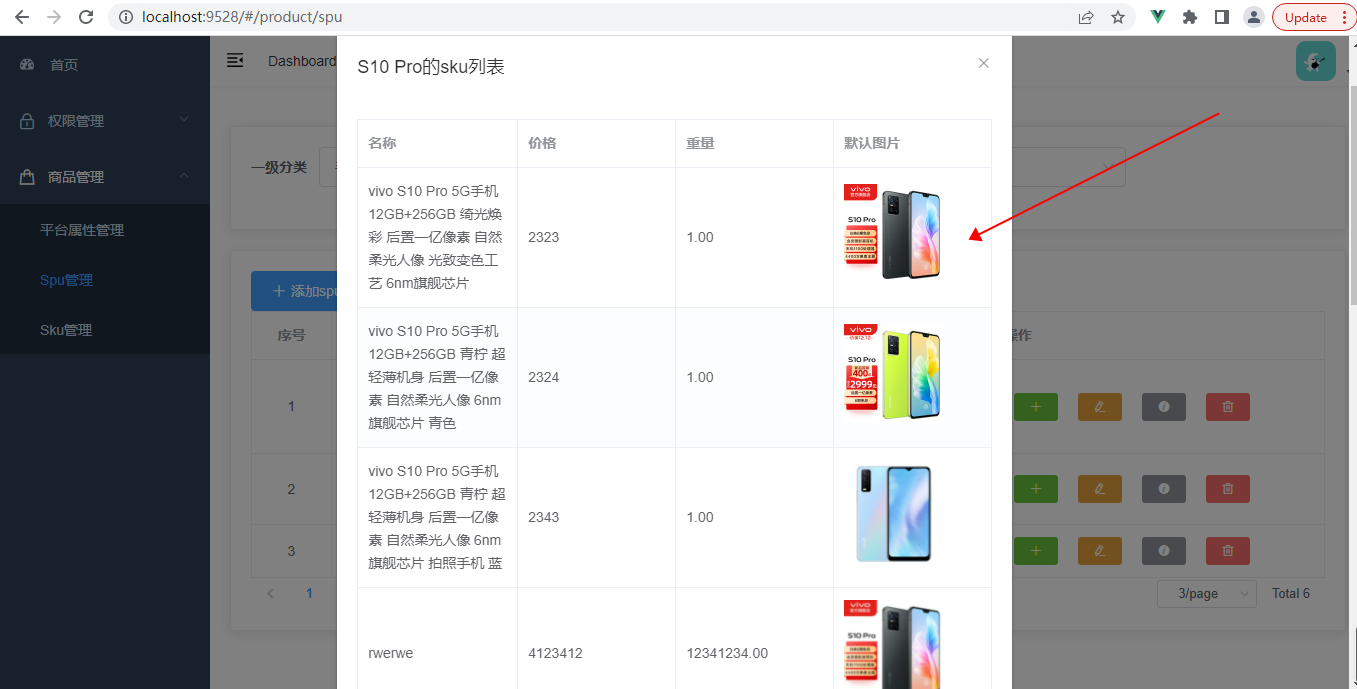 localhost:9528/#/product/spu
Update
首页
权限管理
商品管理
平台属性管理
Spu管理
Sku管理
Dashboard
一级分类
添加spu
序号
操作
1
2
3
1
3/page
Total 6
S10 Pro的sku列表
名称
价格
重量
默认图片
vivo S10 Pro 5G手机
12GB+256GB 绮光焕
彩 后置一亿像素 自然
柔光人像 光致变色工
艺 6nm旗舰芯片
2323
1.00
vivo
S10 Pro
vivo S10 Pro 5G手机
12GB+256GB 青柠 超
轻薄机身 后置一亿像
素 自然柔光人像 6nm
旗舰芯片 青色
2324
1.00
vivo
S10 Pro
400
2999
vivo S10 Pro 5G手机
12GB+256GB 青柠 超
轻薄机身 后置一亿像
素 自然柔光人像 6nm
旗舰芯片 拍照手机 蓝
2343
1.00
rwerwe
4123412
12341234.00
vivo
S10 Pro